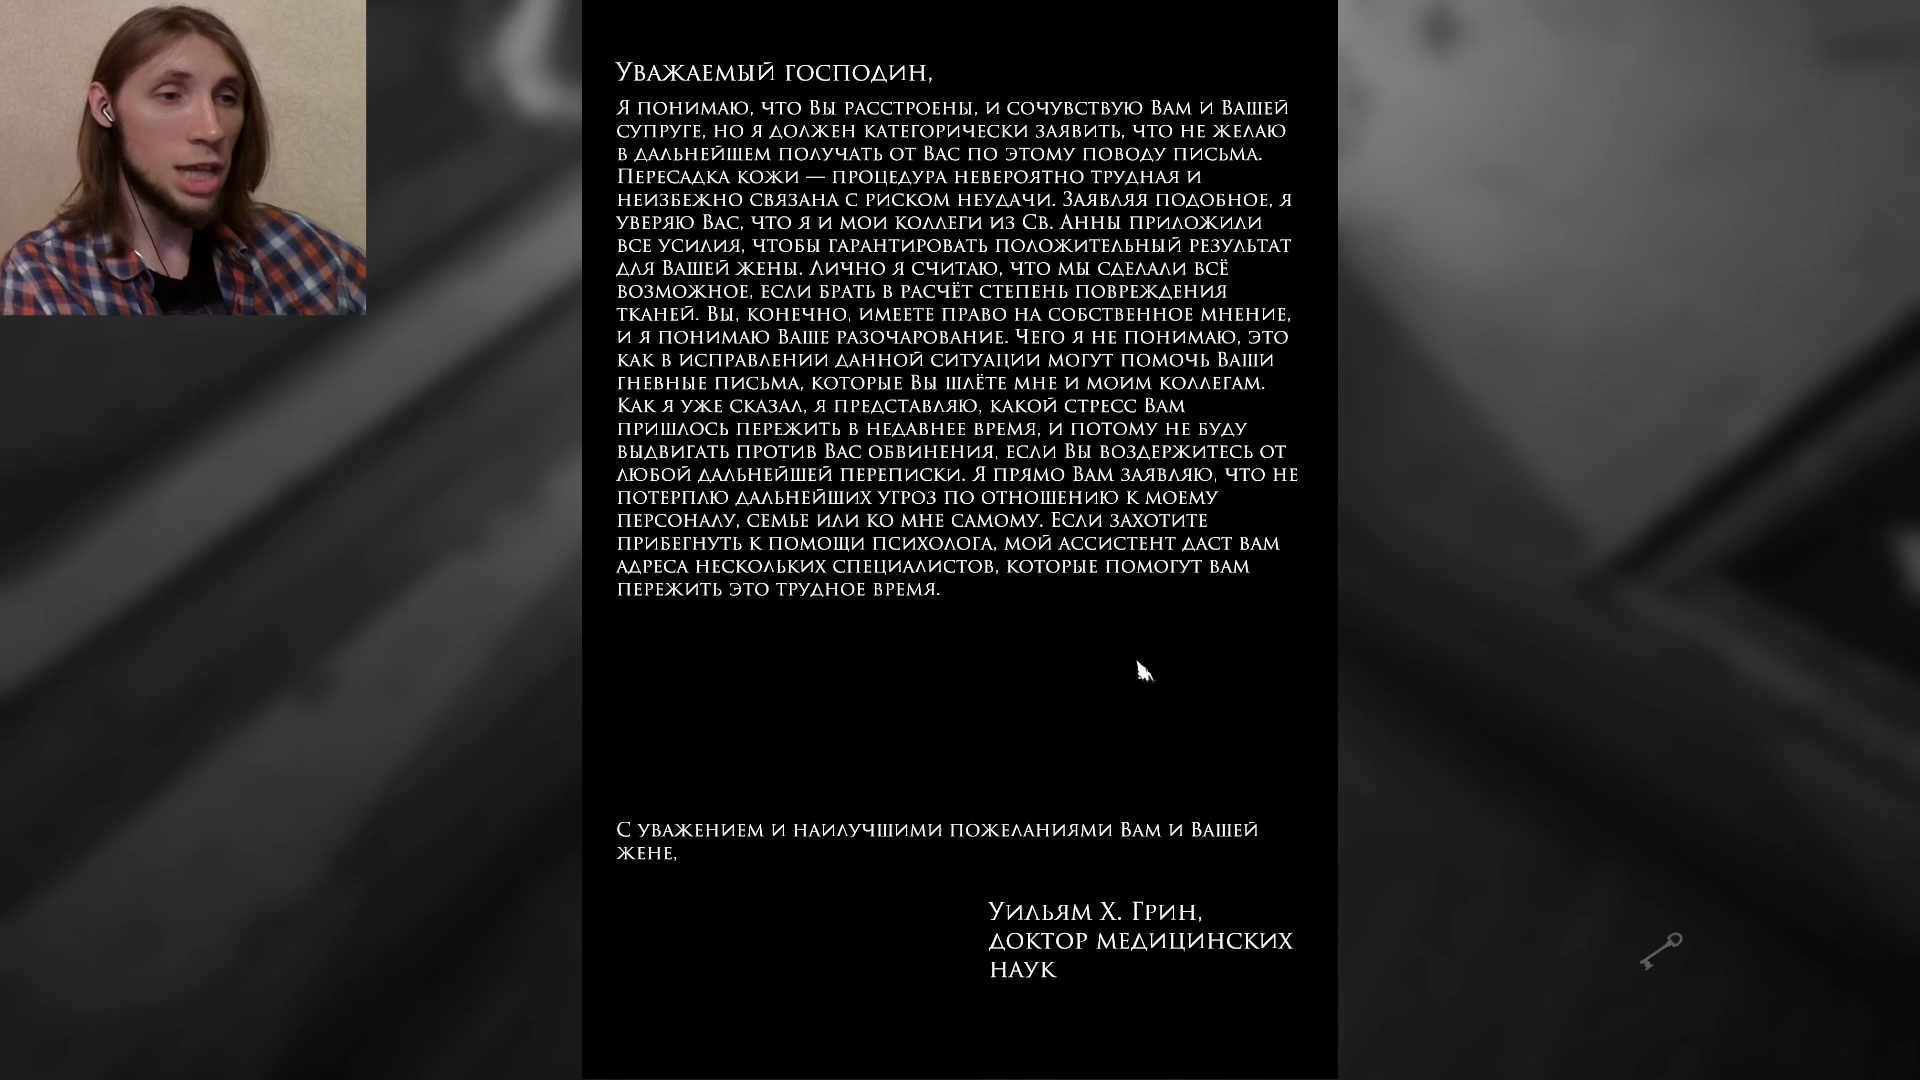 Уважаемый господин,
Я понимаю, что Вы расстроены, и сочувствую Вам и Вашей
супруге, но я должен категорически заявить, что не желаю
в дальнейшем получать от Вас по этому поводу письма.
Пересадка кожи — процедура невероятно трудная и
неизбежно связана с риском неудачи. Заявляя подобное, я
уверяю Вас, что я и мои коллеги из Св. Анны приложили
все усилия, чтобы гарантировать положительный результат
для Вашей жены. Лично я считаю, что мы сделали всё
возможное, если брать в расчёт степень повреждения
тканей. Вы, конечно, имеете право на собственное мнение,
и я понимаю Ваше разочарование. Чего я не понимаю, это
как в исправлении данной ситуации могут помочь Ваши
гневные письма, которые Вы шлёте мне и моим коллегам.
Как я уже сказал, я представляю, какой стресс Вам
пришлось пережить в недавнее время, и потому не буду
выдвигать против Вас обвинения, если Вы воздержитесь от
любой дальнейшей переписки. Я прямо Вам заявляю, что не
потерплю дальнейших угроз по отношению к моему
персоналу, семье или ко мне самому. Если захотите
прибегнуть к помощи психолога, мой ассистент даст вам
адреса нескольких специалистов, которые помогут вам
пережить это трудное время.
С уважением и наилучшими пожеланиями Вам и Вашей
жене,
Уильям Х. Грин,
доктор медицинских
наук